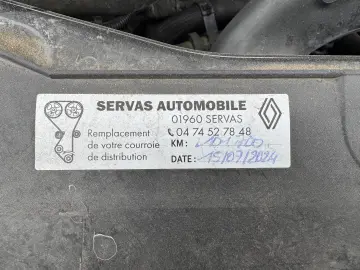 SERVAS AUTOMOBILE
01960 SERVAS
04 74 52 78 48
Remplacement
de votre courroie
de distribution
KM:
DATE: 15/07/2024